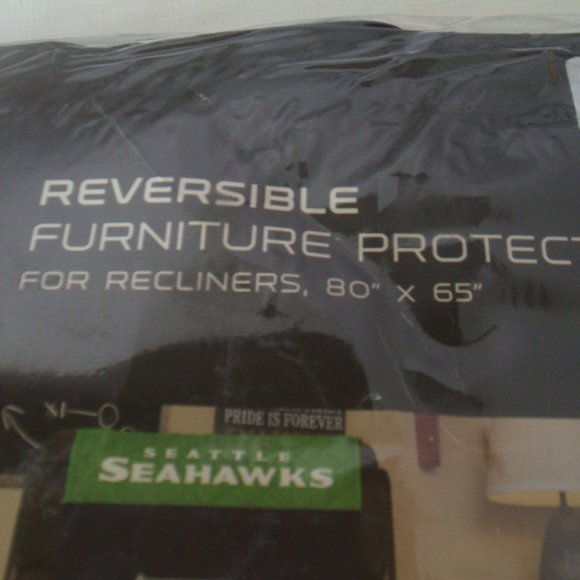 REVERSIBLE
FURNITURE PROTECT
FOR RECLINERS, 80" X 65"
PRIDE IS FOREVER
SEATTLE
SEAHAWKS